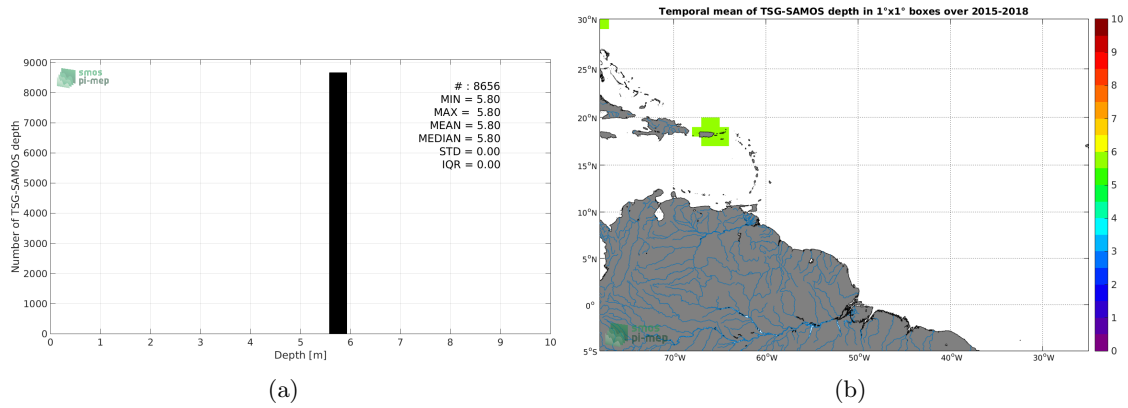 smos
pi-mep
# : 8656
MIN = 5.80
MAX = 5.80
MEAN = 5.80
MEDIAN = 5.80
STD = 0.00
IQR = 0.00
9000
8000
7000
6000
5000
4000
3000
2000
1000
0
Number of TSG-SAMOS depth
0 1 2 3 4 5 6 7 8 9 10
Depth [m]
(a)
Temporal mean of TSG-SAMOS depth in 1°x1° boxes over 2015-2018
30°N
25°N
20°N
15°N
10°N
5°N
0°
5°S
70°W 60°W 50°W 40°W 30°W
smos
pi-mep
10
9
8
7
6
5
4
3
2
1
0
(b)